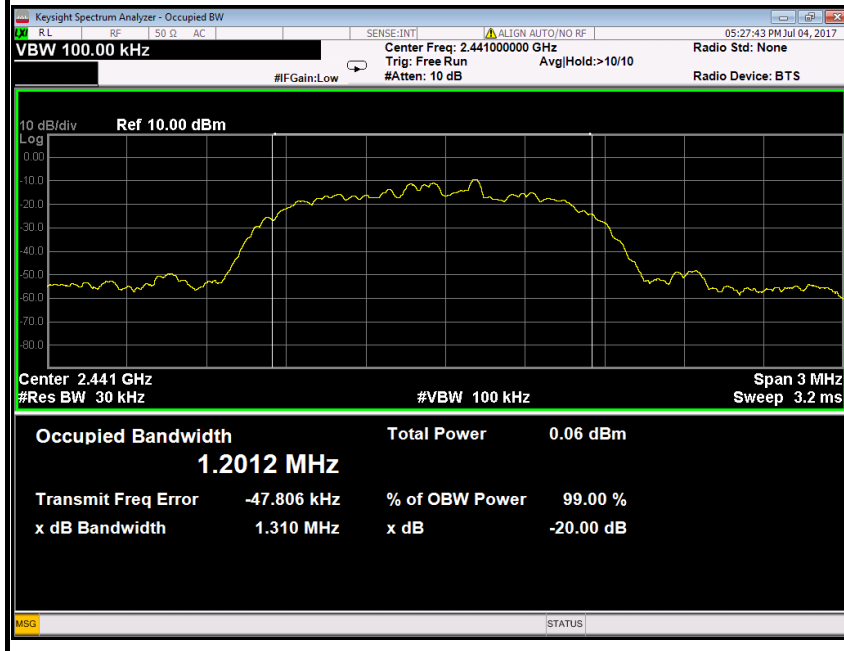 Keysight Spectrum Analyzer - Occupied BW
LXI RL RF 50 Ω AC SENSE:INT ALIGN AUTO/NO RF 05:27:43 PM Jul 04, 2017
VBW 100.00 kHz
Center Freq: 2.441000000 GHz
Radio Std: None
Trig: Free Run
Avg|Hold:>10/10
#IFGain:Low
#Atten: 10 dB
Radio Device: BTS
10 dB/div
Ref 10.00 dBm
Log
0.00
-10.0
-20.0
-30.0
-40.0
-50.0
-60.0
-70.0
-80.0
Center 2.441 GHz
Span 3 MHz
#Res BW 30 kHz
#VBW 100 kHz
Sweep 3.2 ms
Occupied Bandwidth
Total Power 0.06 dBm
1.2012 MHz
Transmit Freq Error -47.806 kHz
% of OBW Power 99.00 %
x dB Bandwidth 1.310 MHz
x dB -20.00 dB
MSG
STATUS